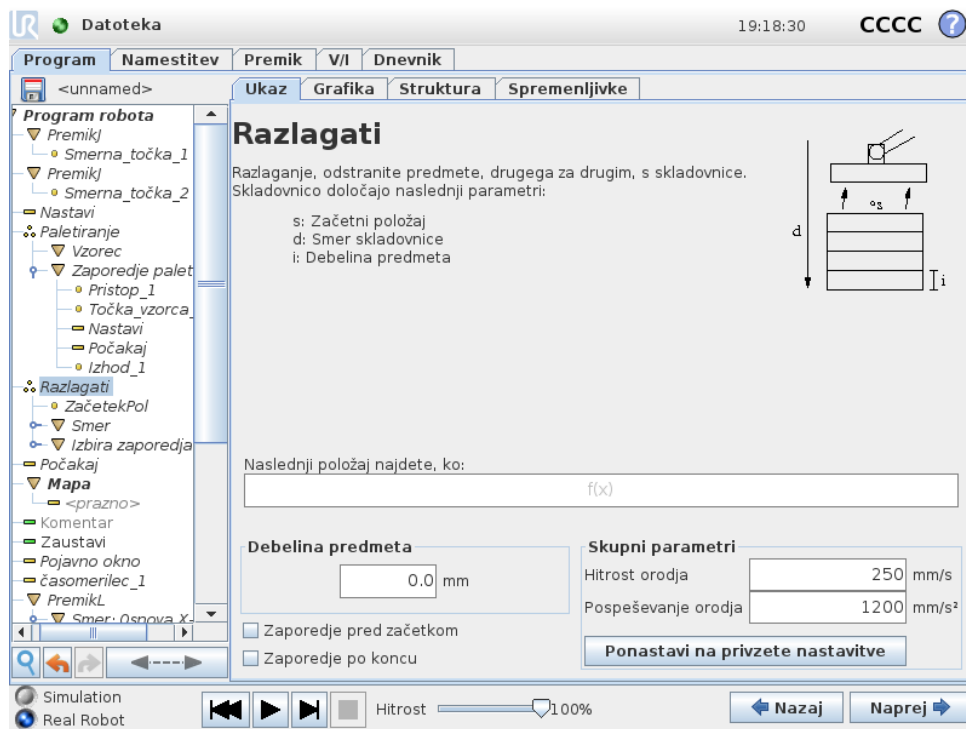 UR Datoteka 19:18:30 CCCC ?
Program Namestitev Premik V/I Dnevnik
<unnamed>
Ukaz Grafika Struktura Spremenljivke
Program robota
PremikJ
Smerna_točka_1
PremikJ
Smerna_točka_2
Nastavi
Paletiranje
Vzorec
Zaporedje palet
Pristop_1
Točka_vzorca_
Nastavi
Počakaj
Izhod_1
Razlagati
ZačetekPol
Smer
Izbira zaporedja
Počakaj
Mapa
<prazno>
Komentar
Zaustavi
Pojavno okno
časomerilec_1
PremikL
Smer: Osnova X-
Razlagati
Razlaganje, odstranite predmete, drugega za drugim, s skladovnice.
Skladovnico določajo naslednji parametri:
s: Začetni položaj
d: Smer skladovnice
i: Debelina predmeta
s
d
i
Naslednji položaj najdete, ko:
f(x)
Debelina predmeta
0.0 mm
Zaporedje pred začetkom
Zaporedje po koncu
Skupni parametri
Hitrost orodja 250 mm/s
Pospeševanje orodja 1200 mm/s²
Ponastavi na privzete nastavitve
Simulation
Real Robot
Hitrost 100%
Nazaj Naprej